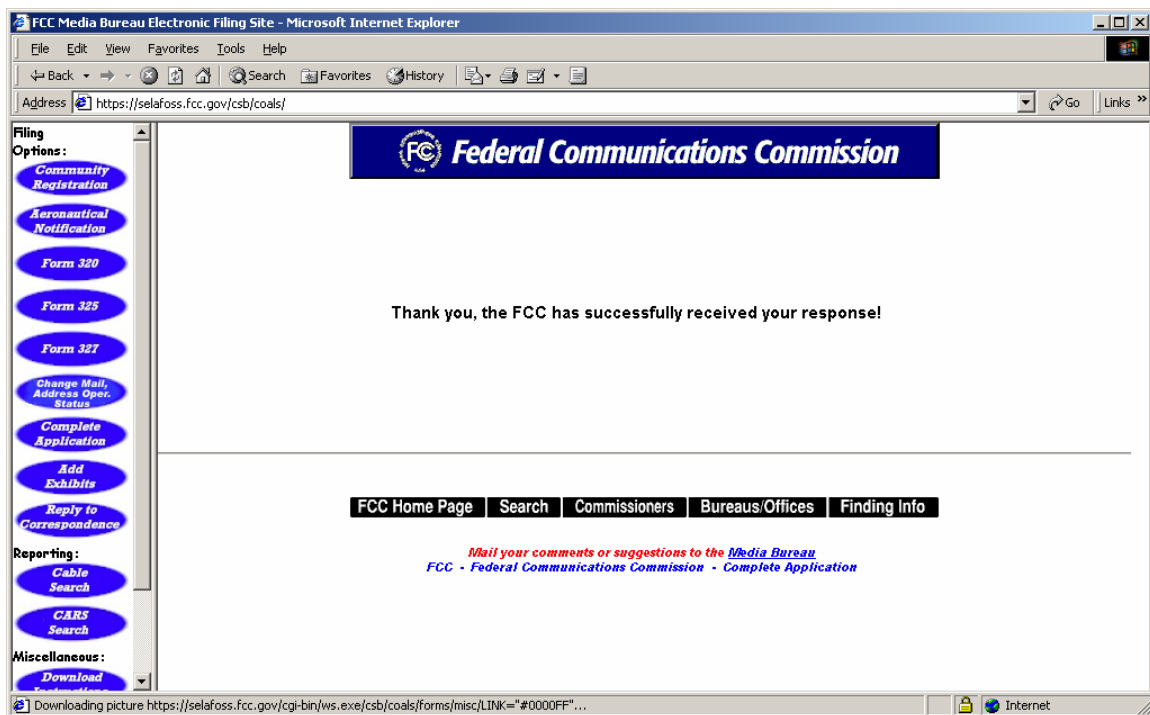 FCC Media Bureau Electronic Filing Site - Microsoft Internet Explorer
File Edit View Favorites Tools Help
Back Search Favorites History
Address https://selafoss.fcc.gov/csb/coals/ Go Links »
Filing
Options:
Community
Registration
Aeronautical
Notification
Form 320
Form 325
Form 327
Change Mail,
Address Oper.
Status
Complete
Application
Add
Exhibits
Reply to
Correspondence
Reporting:
Cable
Search
CARS
Search
Miscellaneous:
Download
FCC Federal Communications Commission
Thank you, the FCC has successfully received your response!
FCC Home Page Search Commissioners Bureaus/Offices Finding Info
Mail your comments or suggestions to the Media Bureau
FCC - Federal Communications Commission - Complete Application
Downloading picture https://selafoss.fcc.gov/cgi-bin/ws.exe/csb/coals/forms/misc/LINK="#0000FF"... Internet